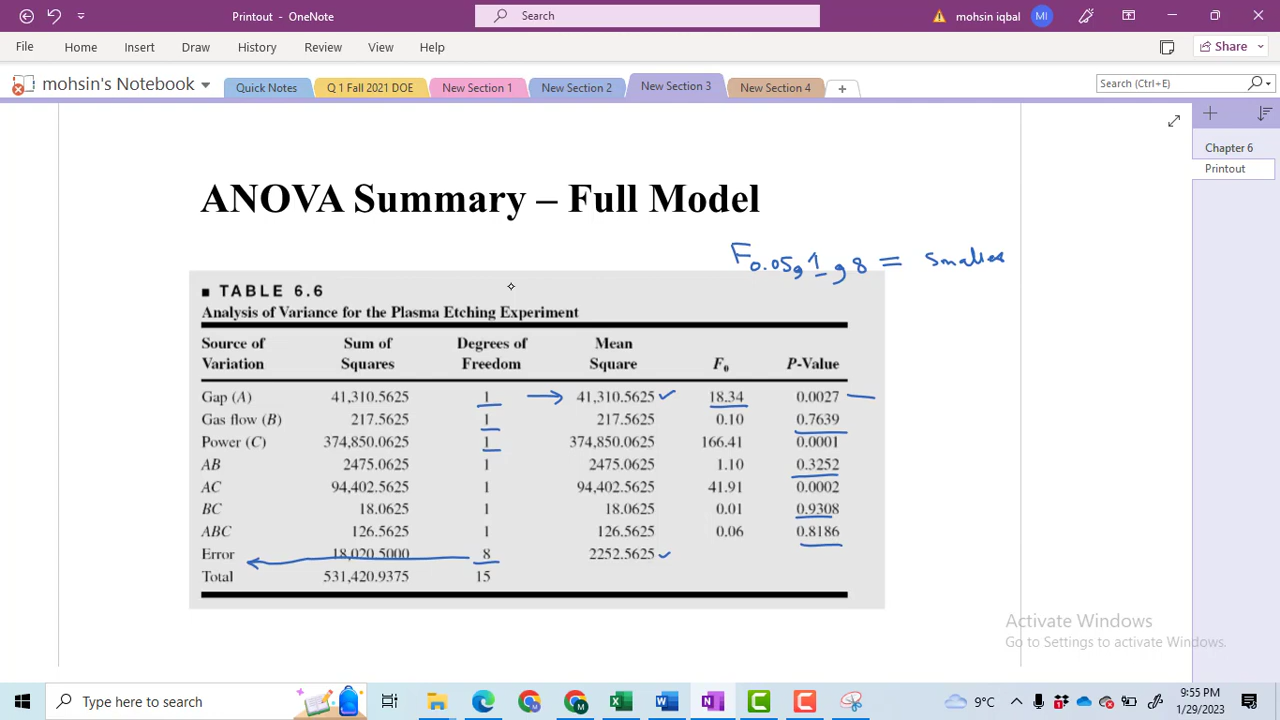 Printout - OneNote
Search
mohsin iqbal
MI
File
Home
Insert
Draw
History
Review
View
Help
Share
mohsin's Notebook
Quick Notes
Q 1 Fall 2021 DOE
New Section 1
New Section 2
New Section 3
New Section 4
Search (Ctrl+E)
Chapter 6
Printout
ANOVA Summary – Full Model
F0.05,1,8 =
■ TABLE 6.6
Analysis of Variance for the Plasma Etching Experiment
Source of Variation Sum of Squares Degrees of Freedom Mean Square F0 P-Value
Gap (A) 41,310.5625 1 41,310.5625 18.34 0.0027
Gas flow (B) 217.5625 1 217.5625 0.10 0.7639
Power (C) 374,850.0625 1 374,850.0625 166.41 0.0001
AB 2475.0625 1 2475.0625 1.10 0.3252
AC 94,402.5625 1 94,402.5625 41.91 0.0002
BC 18.0625 1 18.0625 0.01 0.9308
ABC 126.5625 1 126.5625 0.06 0.8186
Error 18,020.5000 8 2252.5625
Total 531,420.9375 15
Activate Windows
Go to Settings to activate Windows.
Type here to search
9°C
9:55 PM
1/29/2023